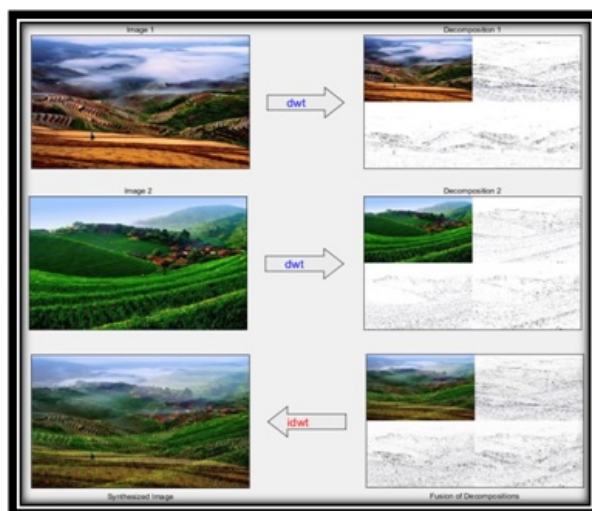 Image 1
Decomposition 1
dwt
Image 2
Decomposition 2
dwt
idwt
Synthesized Image
Fusion of Decompositions